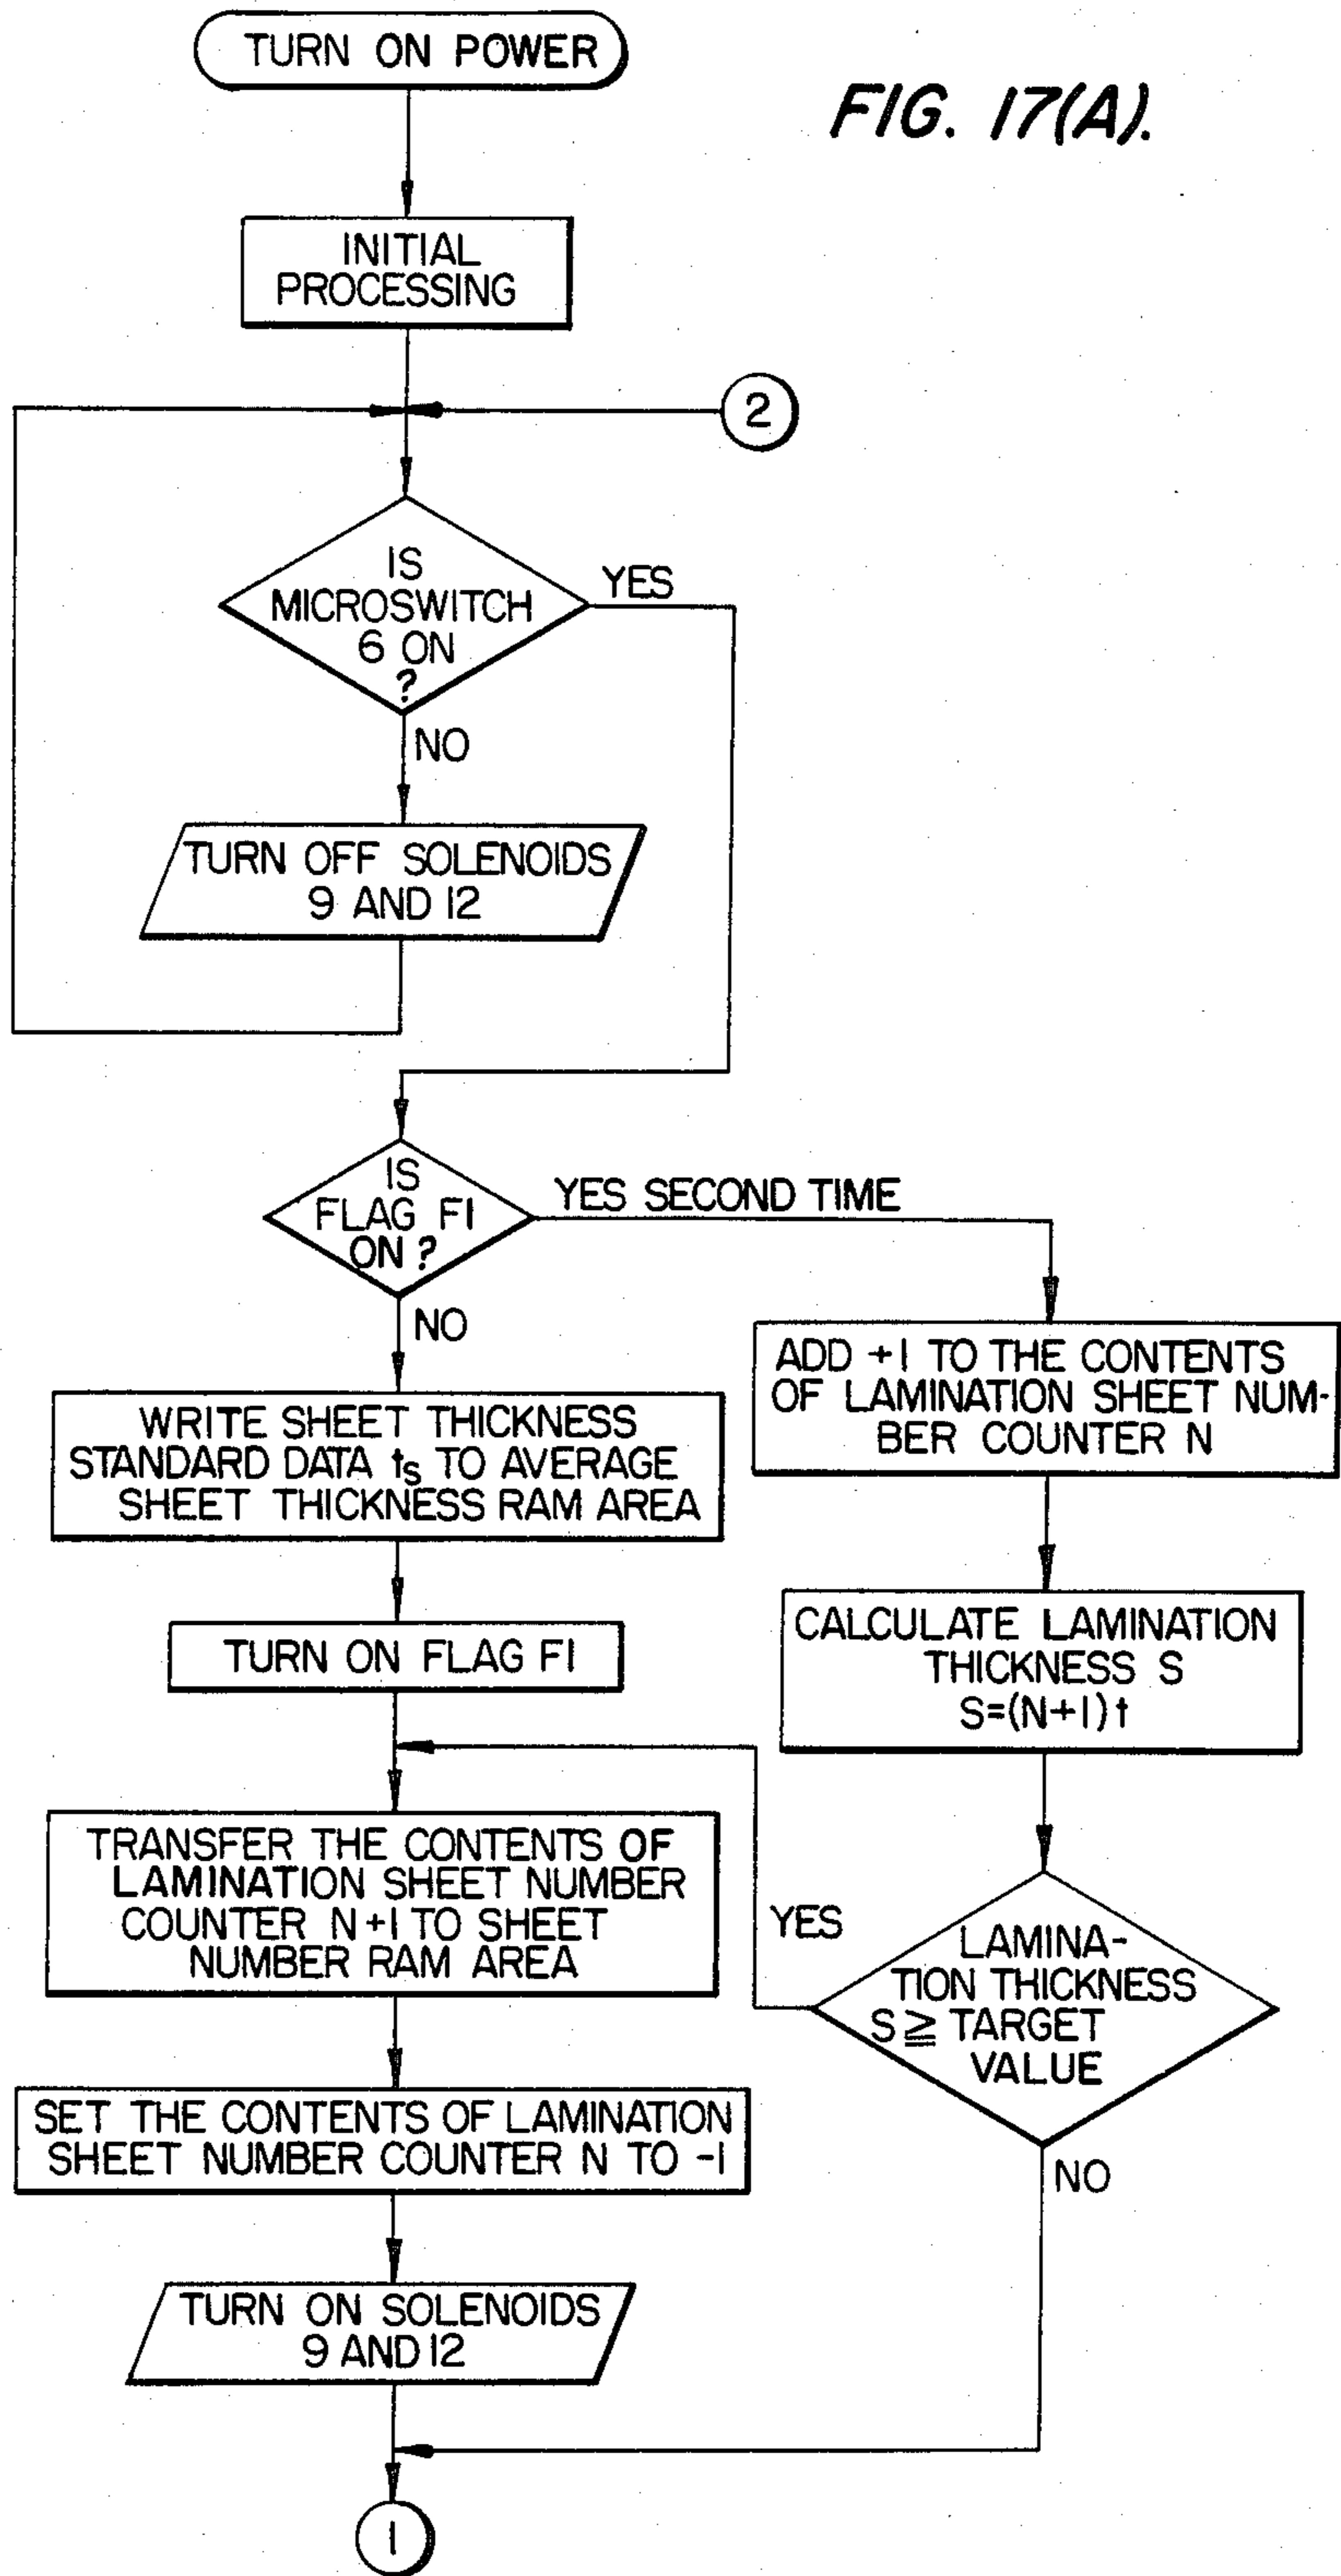 TURN ON POWER
FIG. 17(A).
INITIAL
PROCESSING
2
IS
MICROSWITCH
6 ON
?
YES
NO
TURN OFF SOLENOIDS
9 AND 12
IS
FLAG F1
ON ?
YES SECOND TIME
NO
WRITE SHEET THICKNESS
STANDARD DATA ts TO AVERAGE
SHEET THICKNESS RAM AREA
ADD +1 TO THE CONTENTS
OF LAMINATION SHEET NUM-
BER COUNTER N
TURN ON FLAG F1
CALCULATE LAMINATION
THICKNESS S
S=(N+1)t
TRANSFER THE CONTENTS OF
LAMINATION SHEET NUMBER
COUNTER N+1 TO SHEET
NUMBER RAM AREA
YES
LAMINA-
TION THICKNESS
S≧TARGET
VALUE
NO
SET THE CONTENTS OF LAMINATION
SHEET NUMBER COUNTER N TO -1
TURN ON SOLENOIDS
9 AND 12
1